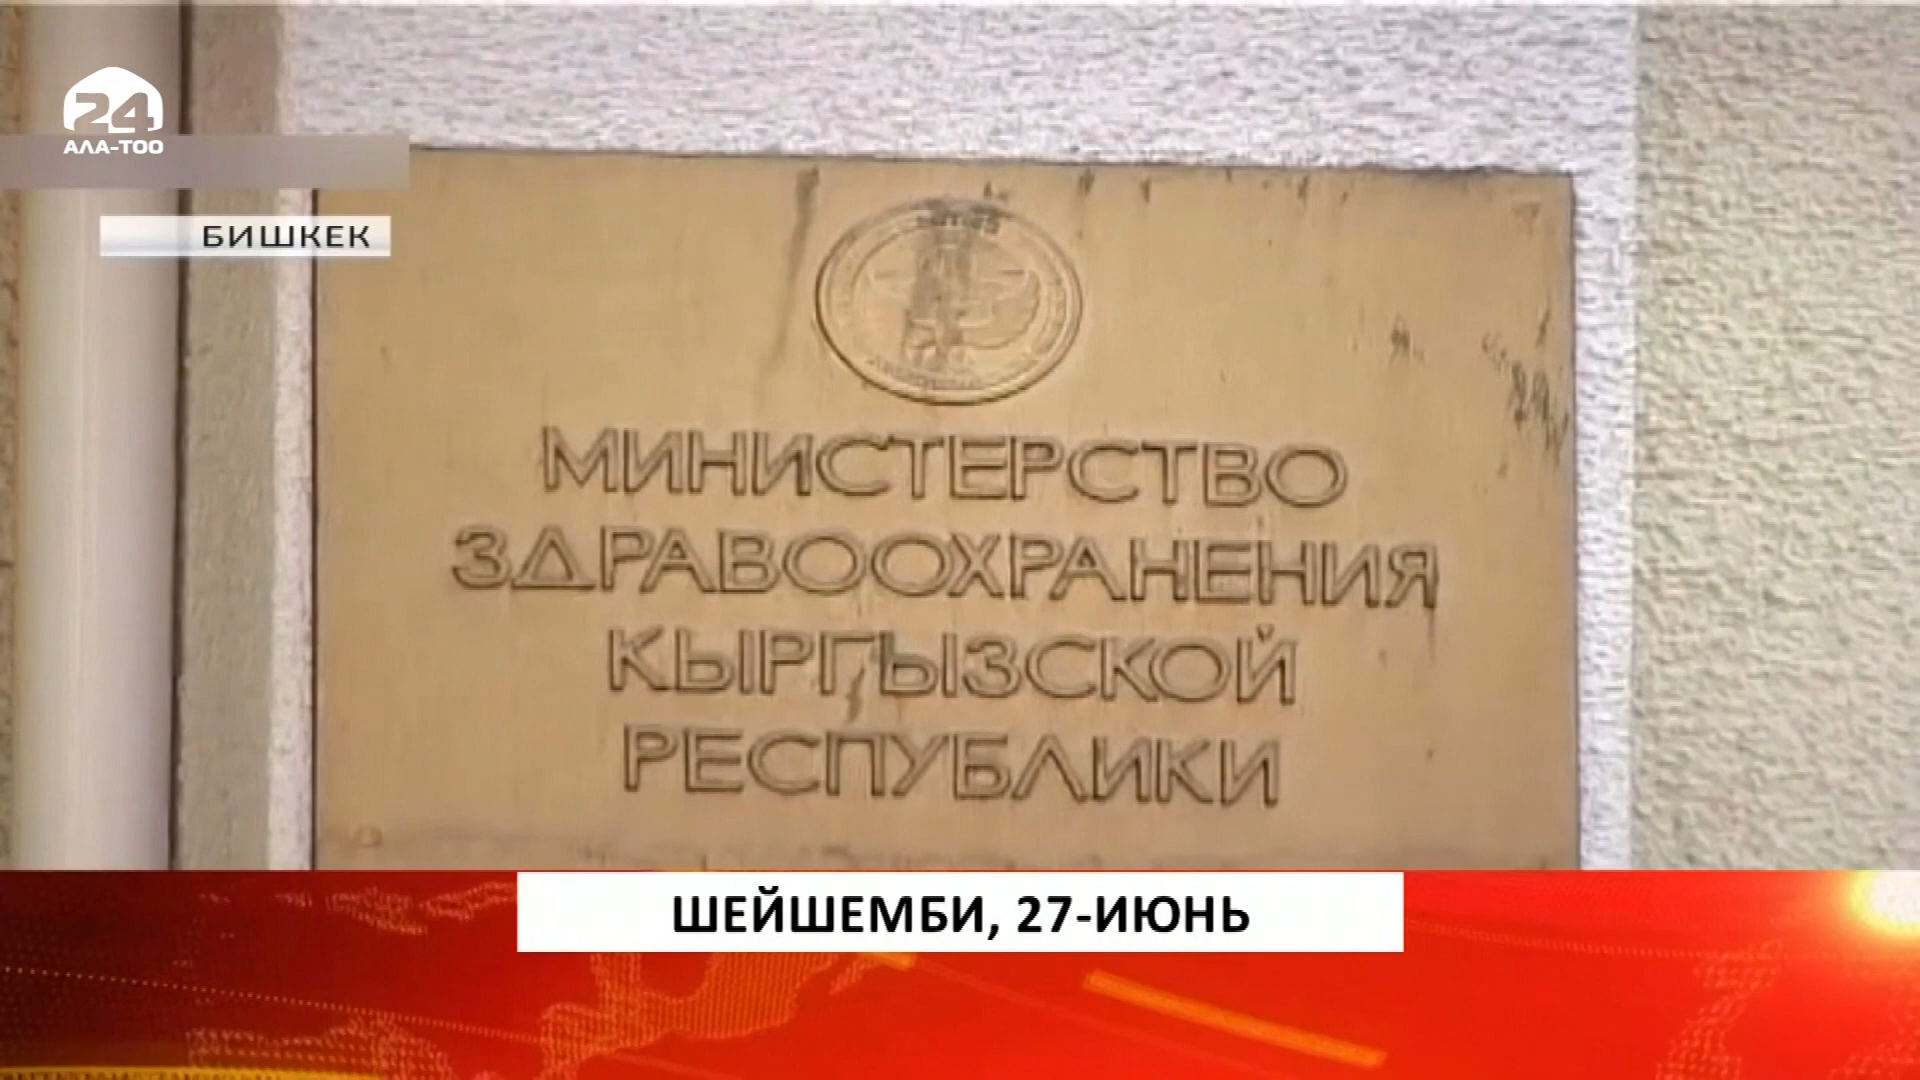 24
АЛА-ТОО
БИШКЕК
МИНИСТЕРСТВО
ЗДРАВООХРАНЕНИЯ
КЫРГЫЗСКОЙ
РЕСПУБЛИКИ
ШЕЙШЕМБИ, 27-ИЮНЬ